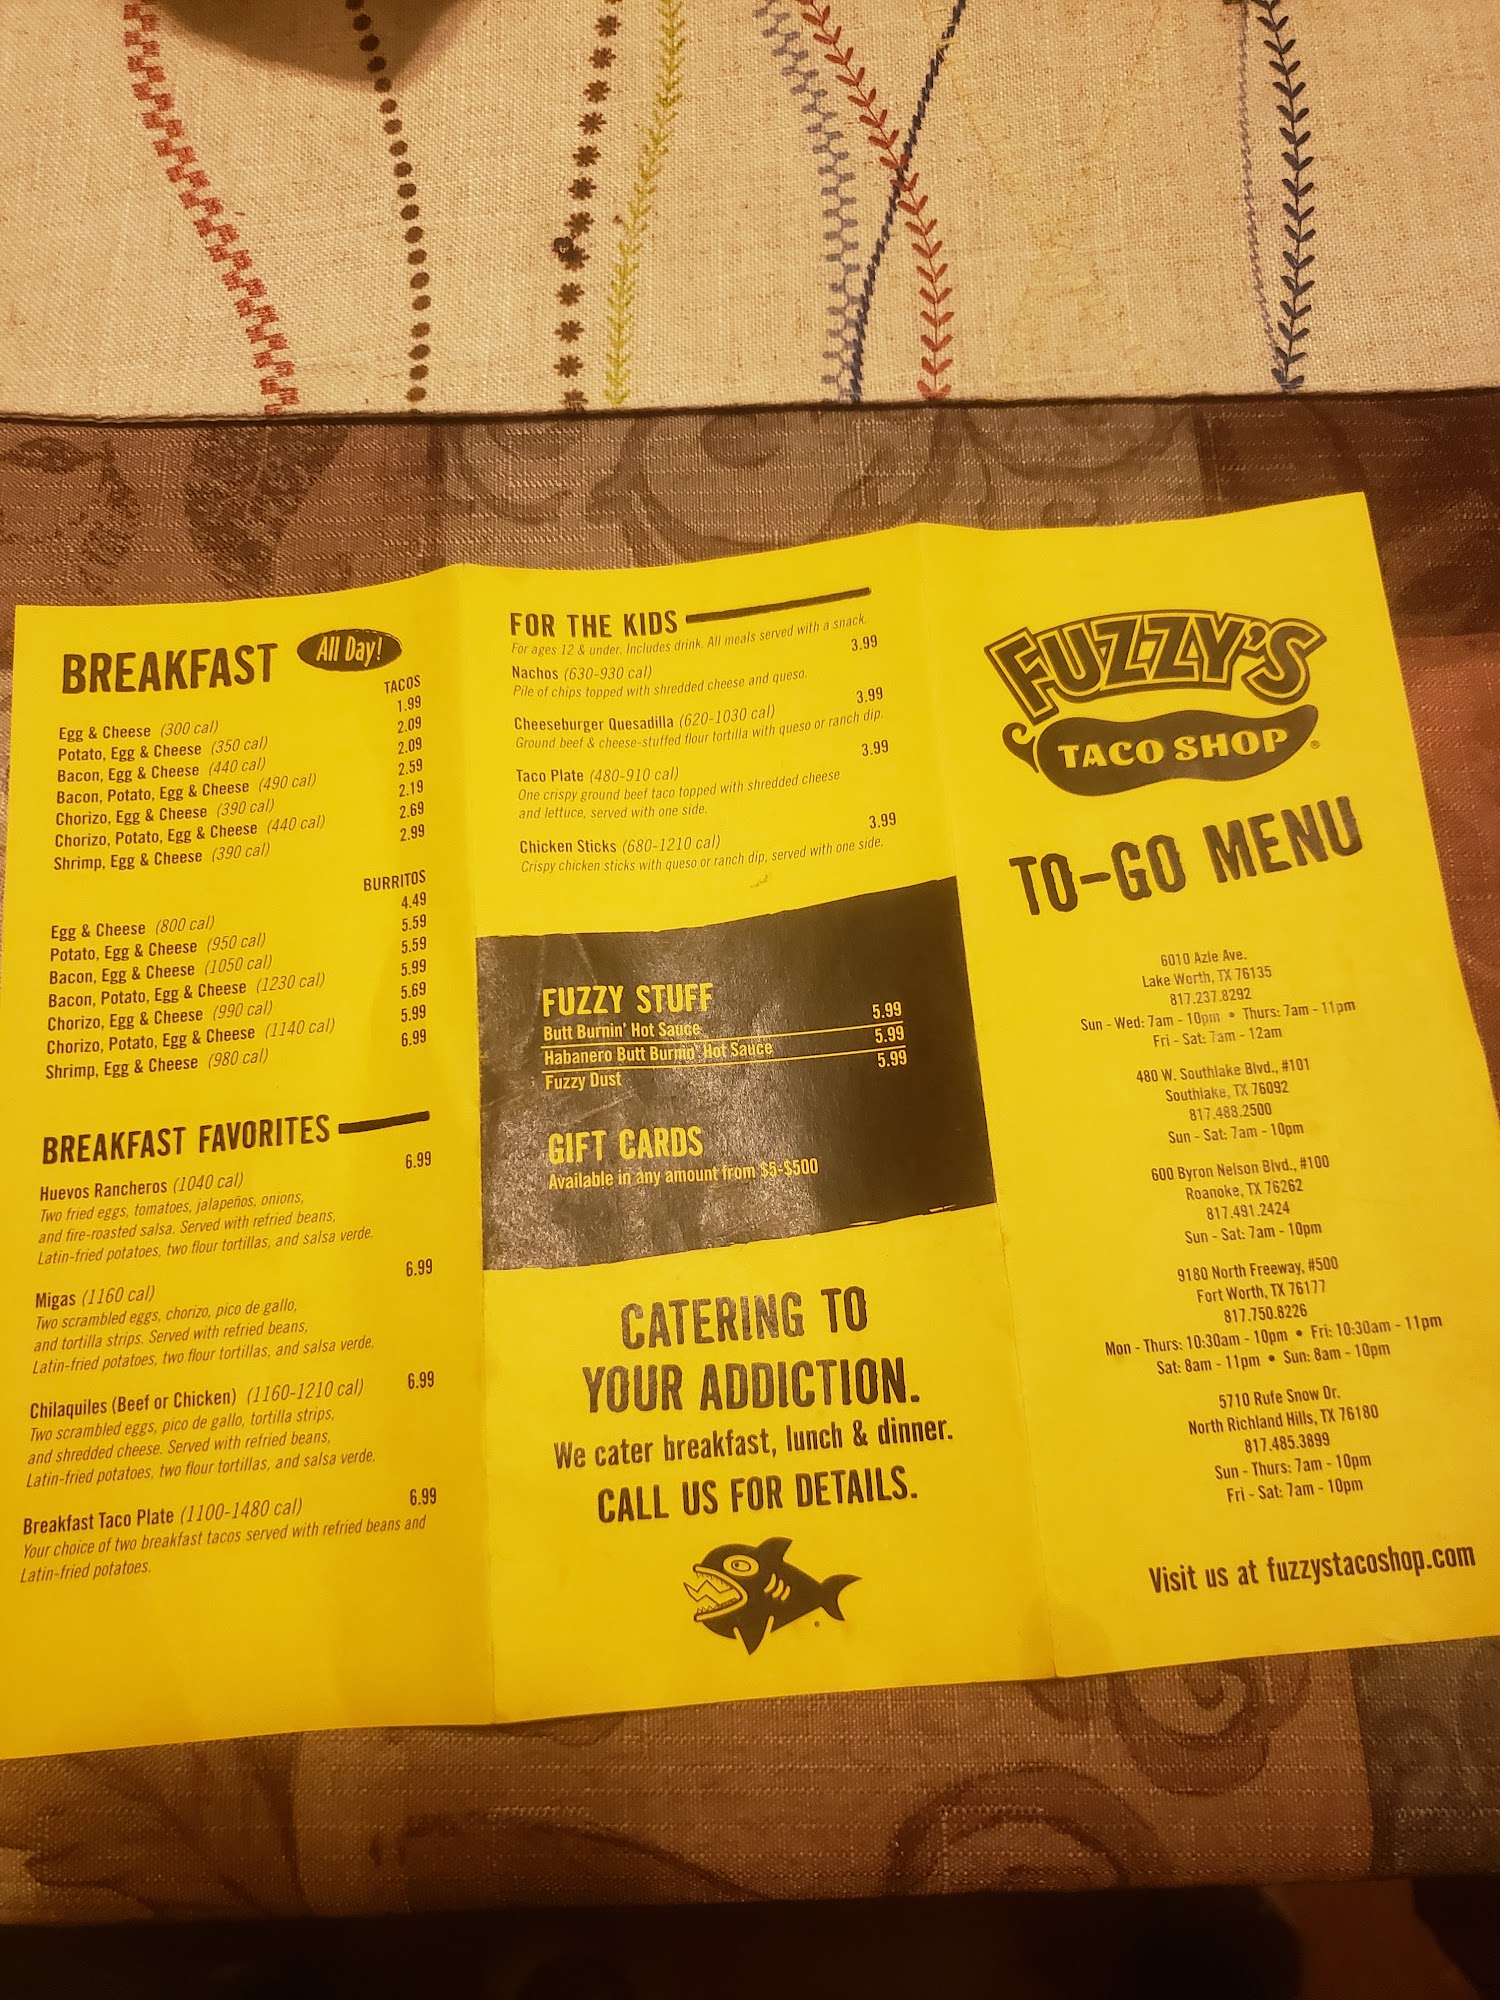 BREAKFAST All Day!
TACOS
Egg & Cheese (300 cal) 1.99
Potato, Egg & Cheese (350 cal) 2.09
Bacon, Egg & Cheese (440 cal) 2.09
Bacon, Potato, Egg & Cheese (490 cal) 2.59
Chorizo, Egg & Cheese (390 cal) 2.19
Chorizo, Potato, Egg & Cheese (440 cal) 2.69
Shrimp, Egg & Cheese (390 cal) 2.99
BURRITOS
Egg & Cheese (800 cal) 4.49
Potato, Egg & Cheese (950 cal) 5.59
Bacon, Egg & Cheese (1050 cal) 5.59
Bacon, Potato, Egg & Cheese (1230 cal) 5.99
Chorizo, Egg & Cheese (990 cal) 5.69
Chorizo, Potato, Egg & Cheese (1140 cal) 5.99
Shrimp, Egg & Cheese (980 cal) 6.99
BREAKFAST FAVORITES
Huevos Rancheros (1040 cal) 6.99
Two fried eggs, tomatoes, jalapeños, onions,
and fire-roasted salsa. Served with refried beans,
Latin-fried potatoes, two flour tortillas, and salsa verde.
Migas (1160 cal) 6.99
Two scrambled eggs, chorizo, pico de gallo,
and tortilla strips. Served with refried beans,
Latin-fried potatoes, two flour tortillas, and salsa verde.
Chilaquiles (Beef or Chicken) (1160-1210 cal) 6.99
Two scrambled eggs, pico de gallo, tortilla strips,
and shredded cheese. Served with refried beans,
Latin-fried potatoes, two flour tortillas, and salsa verde.
Breakfast Taco Plate (1100-1480 cal) 6.99
Your choice of two breakfast tacos served with refried beans and
Latin-fried potatoes.
FOR THE KIDS
For ages 12 & under. Includes drink. All meals served with a snack.
Nachos (630-930 cal) 3.99
Pile of chips topped with shredded cheese and queso.
Cheeseburger Quesadilla (620-1030 cal) 3.99
Ground beef & cheese-stuffed flour tortilla with queso or ranch dip.
Taco Plate (480-910 cal) 3.99
One crispy ground beef taco topped with shredded cheese
and lettuce, served with one side.
Chicken Sticks (680-1210 cal) 3.99
Crispy chicken sticks with queso or ranch dip, served with one side.
FUZZY STUFF
Butt Burnin' Hot Sauce 5.99
Habanero Butt Burnin' Hot Sauce 5.99
Fuzzy Dust 5.99
GIFT CARDS
Available in any amount from $5-$500
CATERING TO
YOUR ADDICTION.
We cater breakfast, lunch & dinner.
CALL US FOR DETAILS.
FUZZY'S
TACO SHOP®
TO-GO MENU
6010 Azle Ave.
Lake Worth, TX 76135
817.237.8292
Sun - Wed: 7am - 10pm • Thurs: 7am - 11pm
Fri - Sat: 7am - 12am
480 W. Southlake Blvd., #101
Southlake, TX 76092
817.488.2500
Sun - Sat: 7am - 10pm
600 Byron Nelson Blvd., #100
Roanoke, TX 76262
817.491.2424
Sun - Sat: 7am - 10pm
9180 North Freeway, #500
Fort Worth, TX 76177
817.750.8226
Mon - Thurs: 10:30am - 10pm • Fri: 10:30am - 11pm
Sat: 8am - 11pm • Sun: 8am - 10pm
5710 Rufe Snow Dr.
North Richland Hills, TX 76180
817.485.3899
Sun - Thurs: 7am - 10pm
Fri - Sat: 7am - 10pm
Visit us at fuzzystacoshop.com